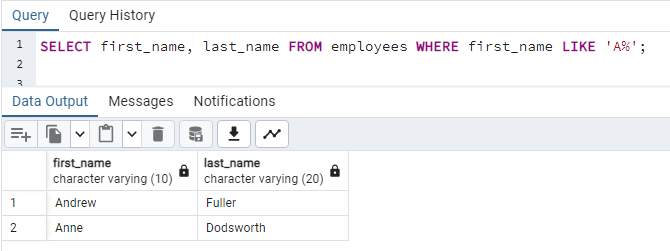 Query Query History
1 SELECT first_name, last_name FROM employees WHERE first_name LIKE 'A%';
2
3
Data Output Messages Notifications
first_name last_name
character varying (10) character varying (20)
1 Andrew Fuller
2 Anne Dodsworth